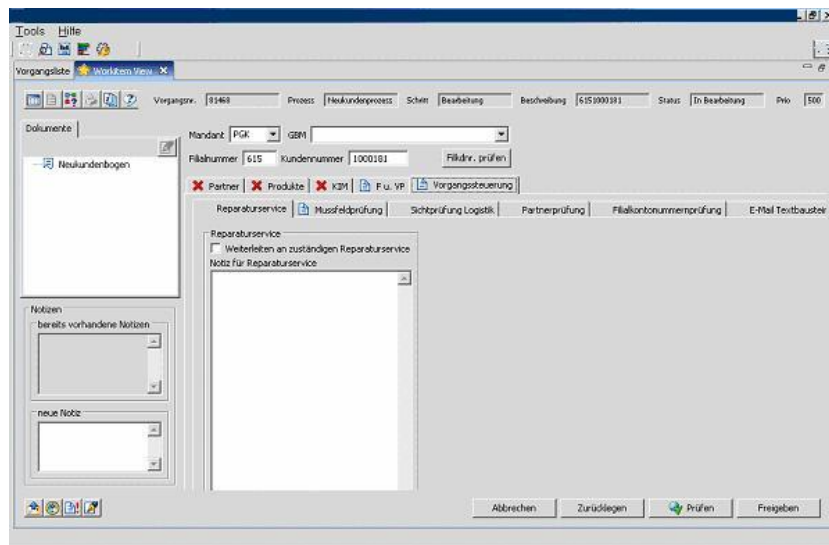 Tools Hilfe
Vorgangsliste Workitem View
Vorgangsnr. 81468 Prozess Neukundenprozess Schritt Bearbeitung Beschreibung 6151000181 Status In Bearbeitung Prio 500
Dokumente
Mandant PGK GBM
Neukundenbogen
Filialnummer 615 Kundennummer 1000181 Filkdnr. prüfen
Partner Produkte KIM F u. VP Vorgangssteuerung
Reparaturservice Mussfeldprüfung Sichtprüfung Logistik Partnerprüfung Filialkontonummernprüfung E-Mail Textbaustein
Reparaturservice
Weiterleiten an zuständigen Reparaturservice
Notiz für Reparaturservice
Notizen
bereits vorhandene Notizen
neue Notiz
Abbrechen Zurücklegen Prüfen Freigeben